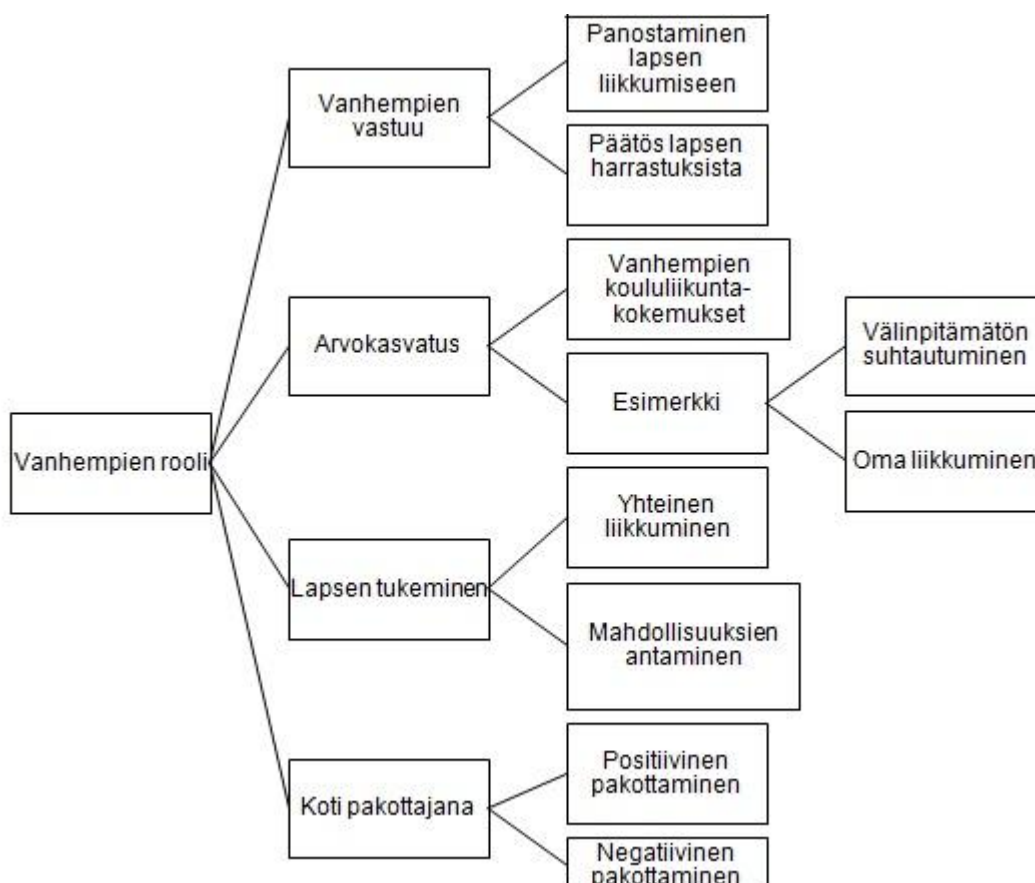 Panostaminen
lapsen
liikkumiseen
Vanhempien
vastuu
Päätös lapsen
harrastuksista
Vanhempien
koululiikunta-
kokemukset
Arvokasvatus
Välinpitämätön
suhtautuminen
Esimerkki
Vanhempien rooli
Oma liikkuminen
Yhteinen
liikkuminen
Lapsen tukeminen
Mahdollisuuksien
antaminen
Positiivinen
pakottaminen
Koti pakottajana
Negatiivinen
pakottaminen